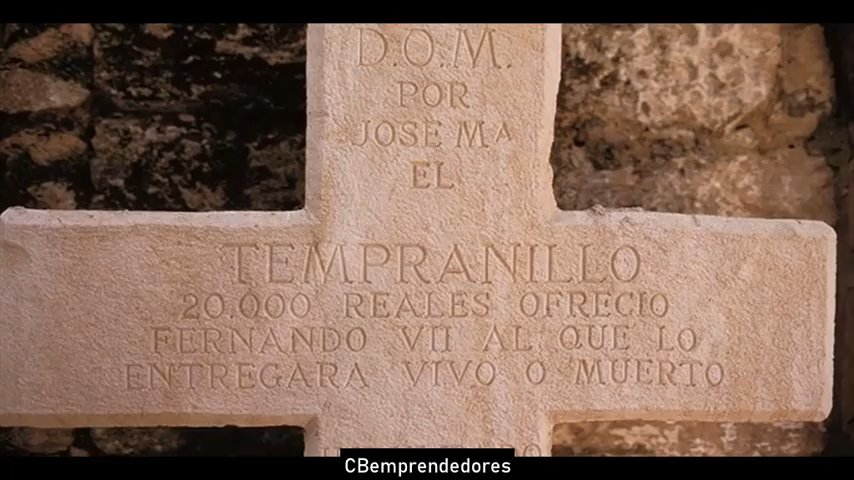 D.O.M.
POR
JOSE MA
EL
TEMPRANILLO
20.000 REALES OFRECIO
FERNANDO VII AL QUE LO
ENTREGARA VIVO O MUERTO
CBemprendedores